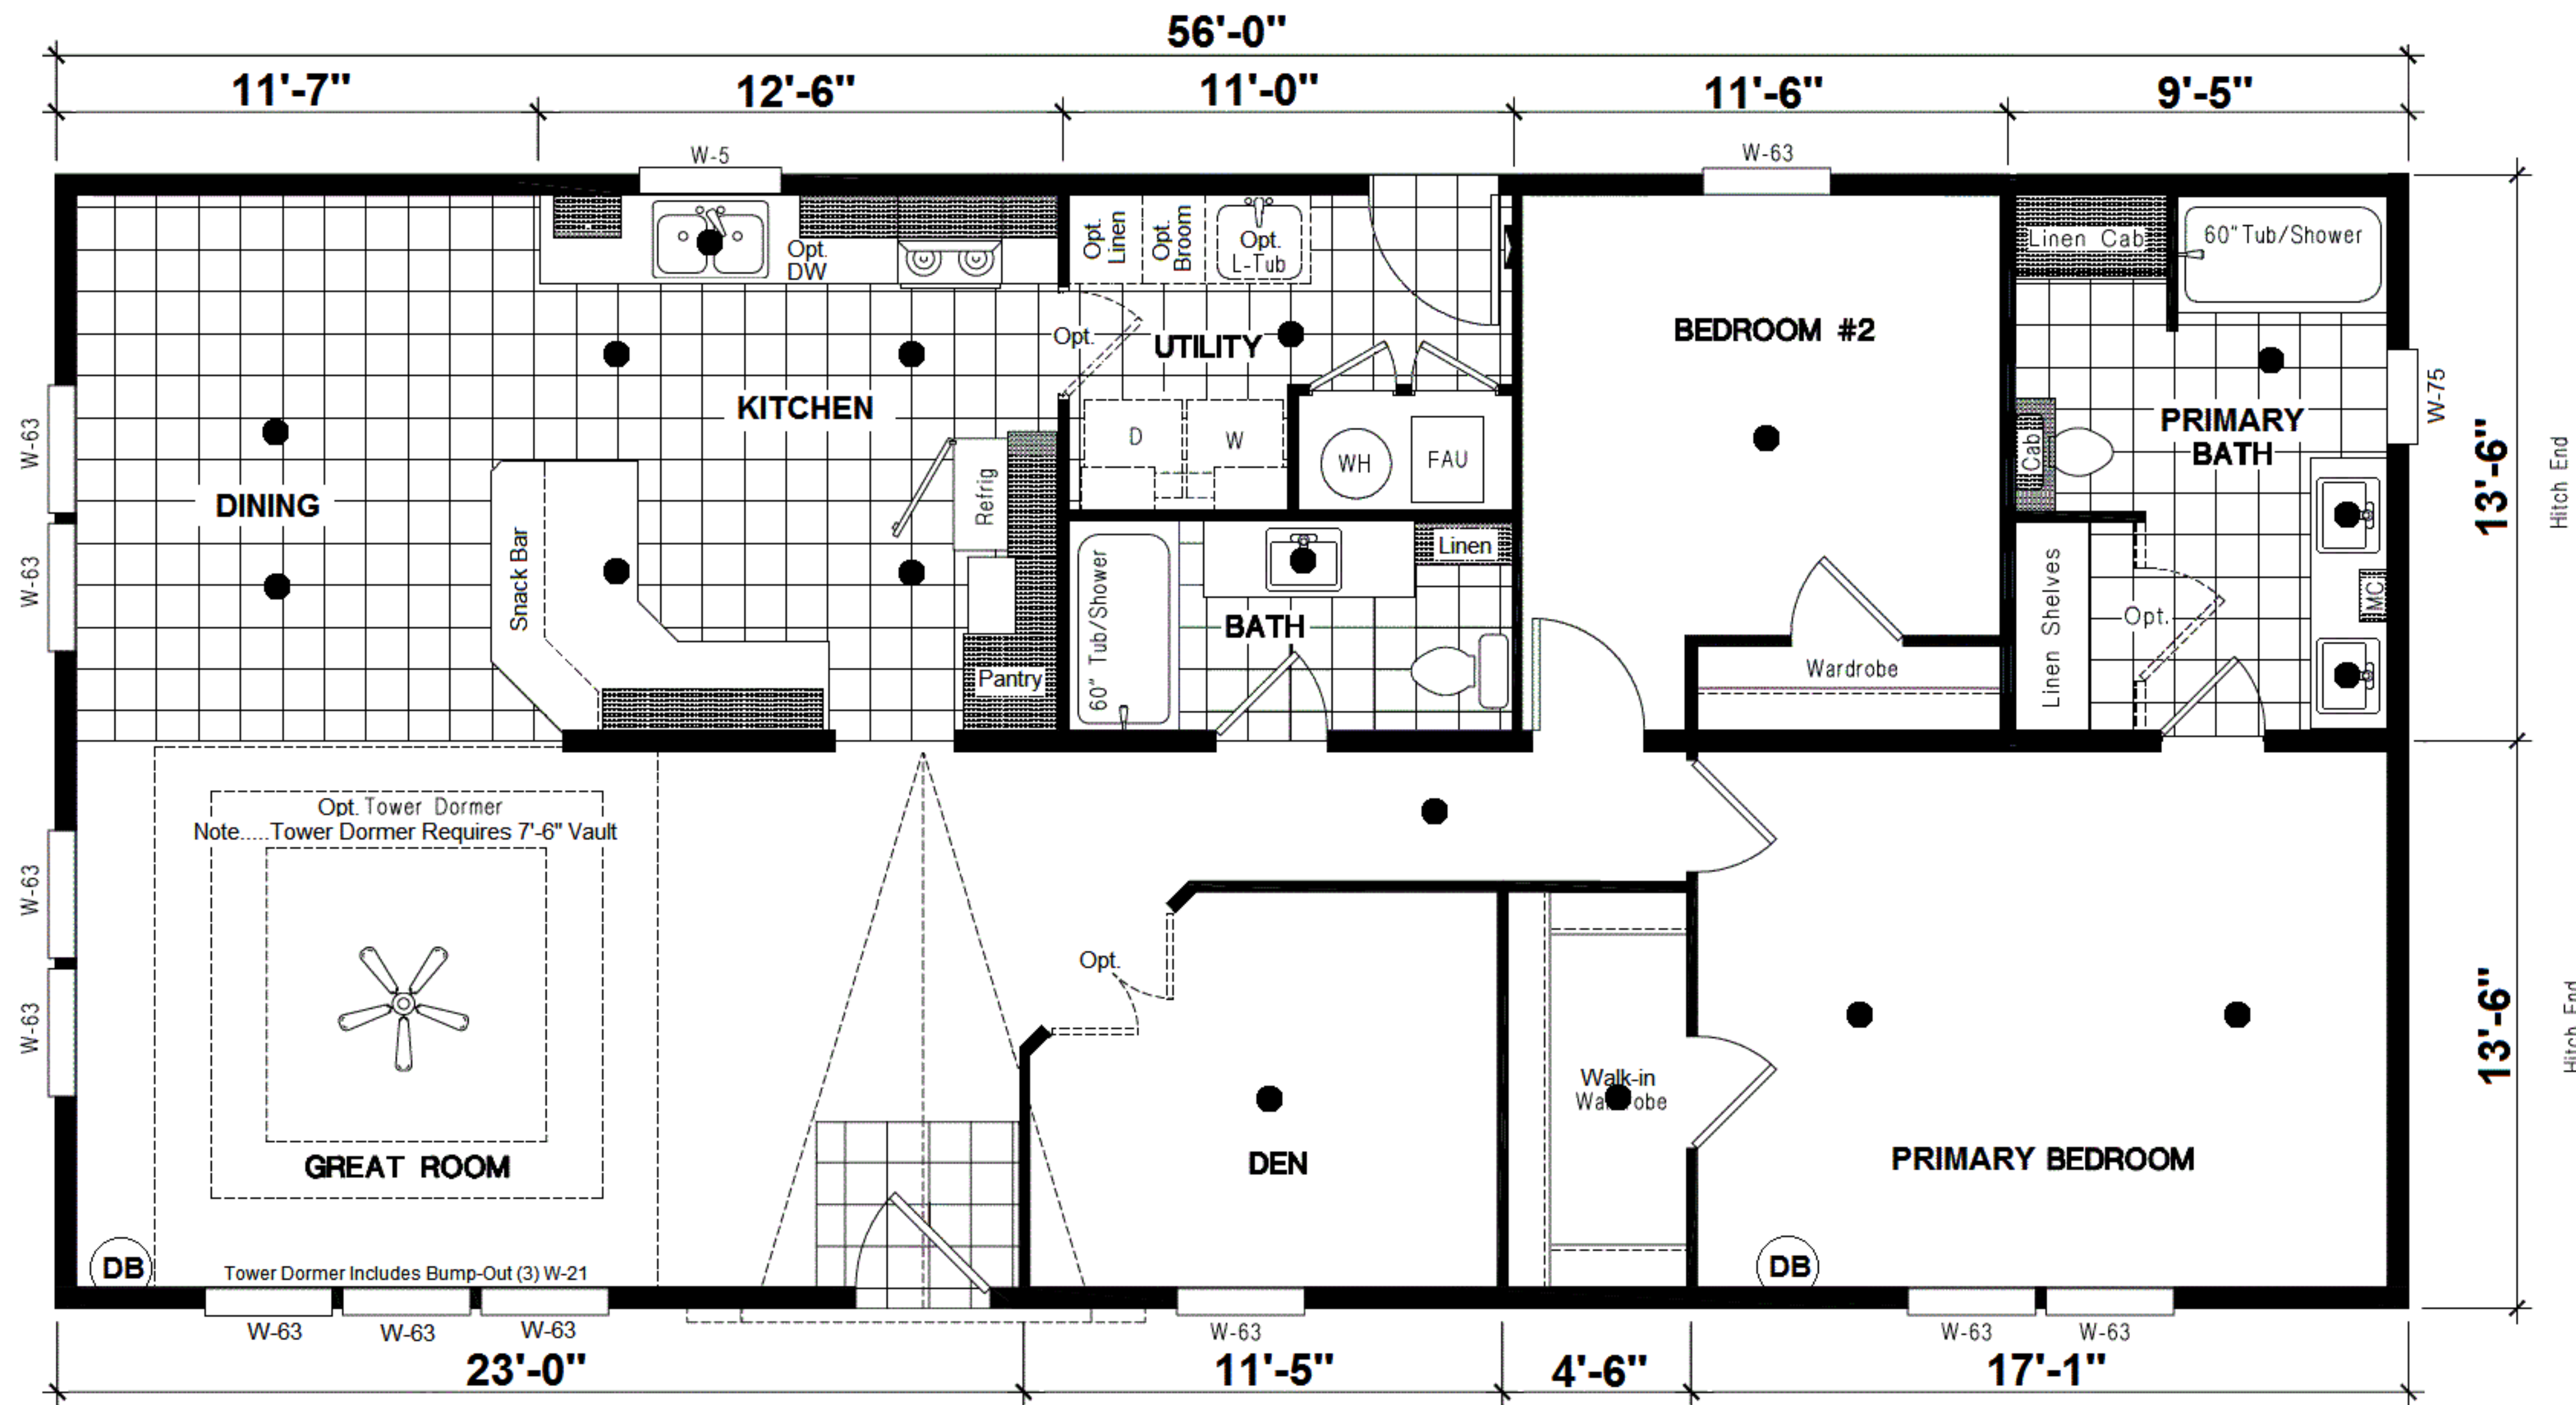 56'-0"
11'-7"
12'-6"
11'-0"
11'-6"
9'-5"
W-5
W-63
Opt.
Linen
Opt.
Broom
Opt.
L-Tub
Opt.
DW
Linen Cab
60" Tub/Shower
Opt.
UTILITY
BEDROOM #2
W-75
KITCHEN
PRIMARY
BATH
W-63
D
W
WH
FAU
Cab
13'-6"
Hitch End
DINING
Refrig
Snack Bar
W-63
60" Tub/Shower
Linen
BATH
Linen Shelves
Opt.
MC
Pantry
Wardrobe
Opt. Tower Dormer
Note.....Tower Dormer Requires 7'-6" Vault
W-63
W-63
Opt.
13'-6"
Hitch End
Walk-in
GREAT ROOM
DEN
PRIMARY BEDROOM
DB
Tower Dormer Includes Bump-Out (3) W-21
DB
W-63
W-63
W-63
W-63
W-63
W-63
23'-0"
11'-5"
4'-6"
17'-1"